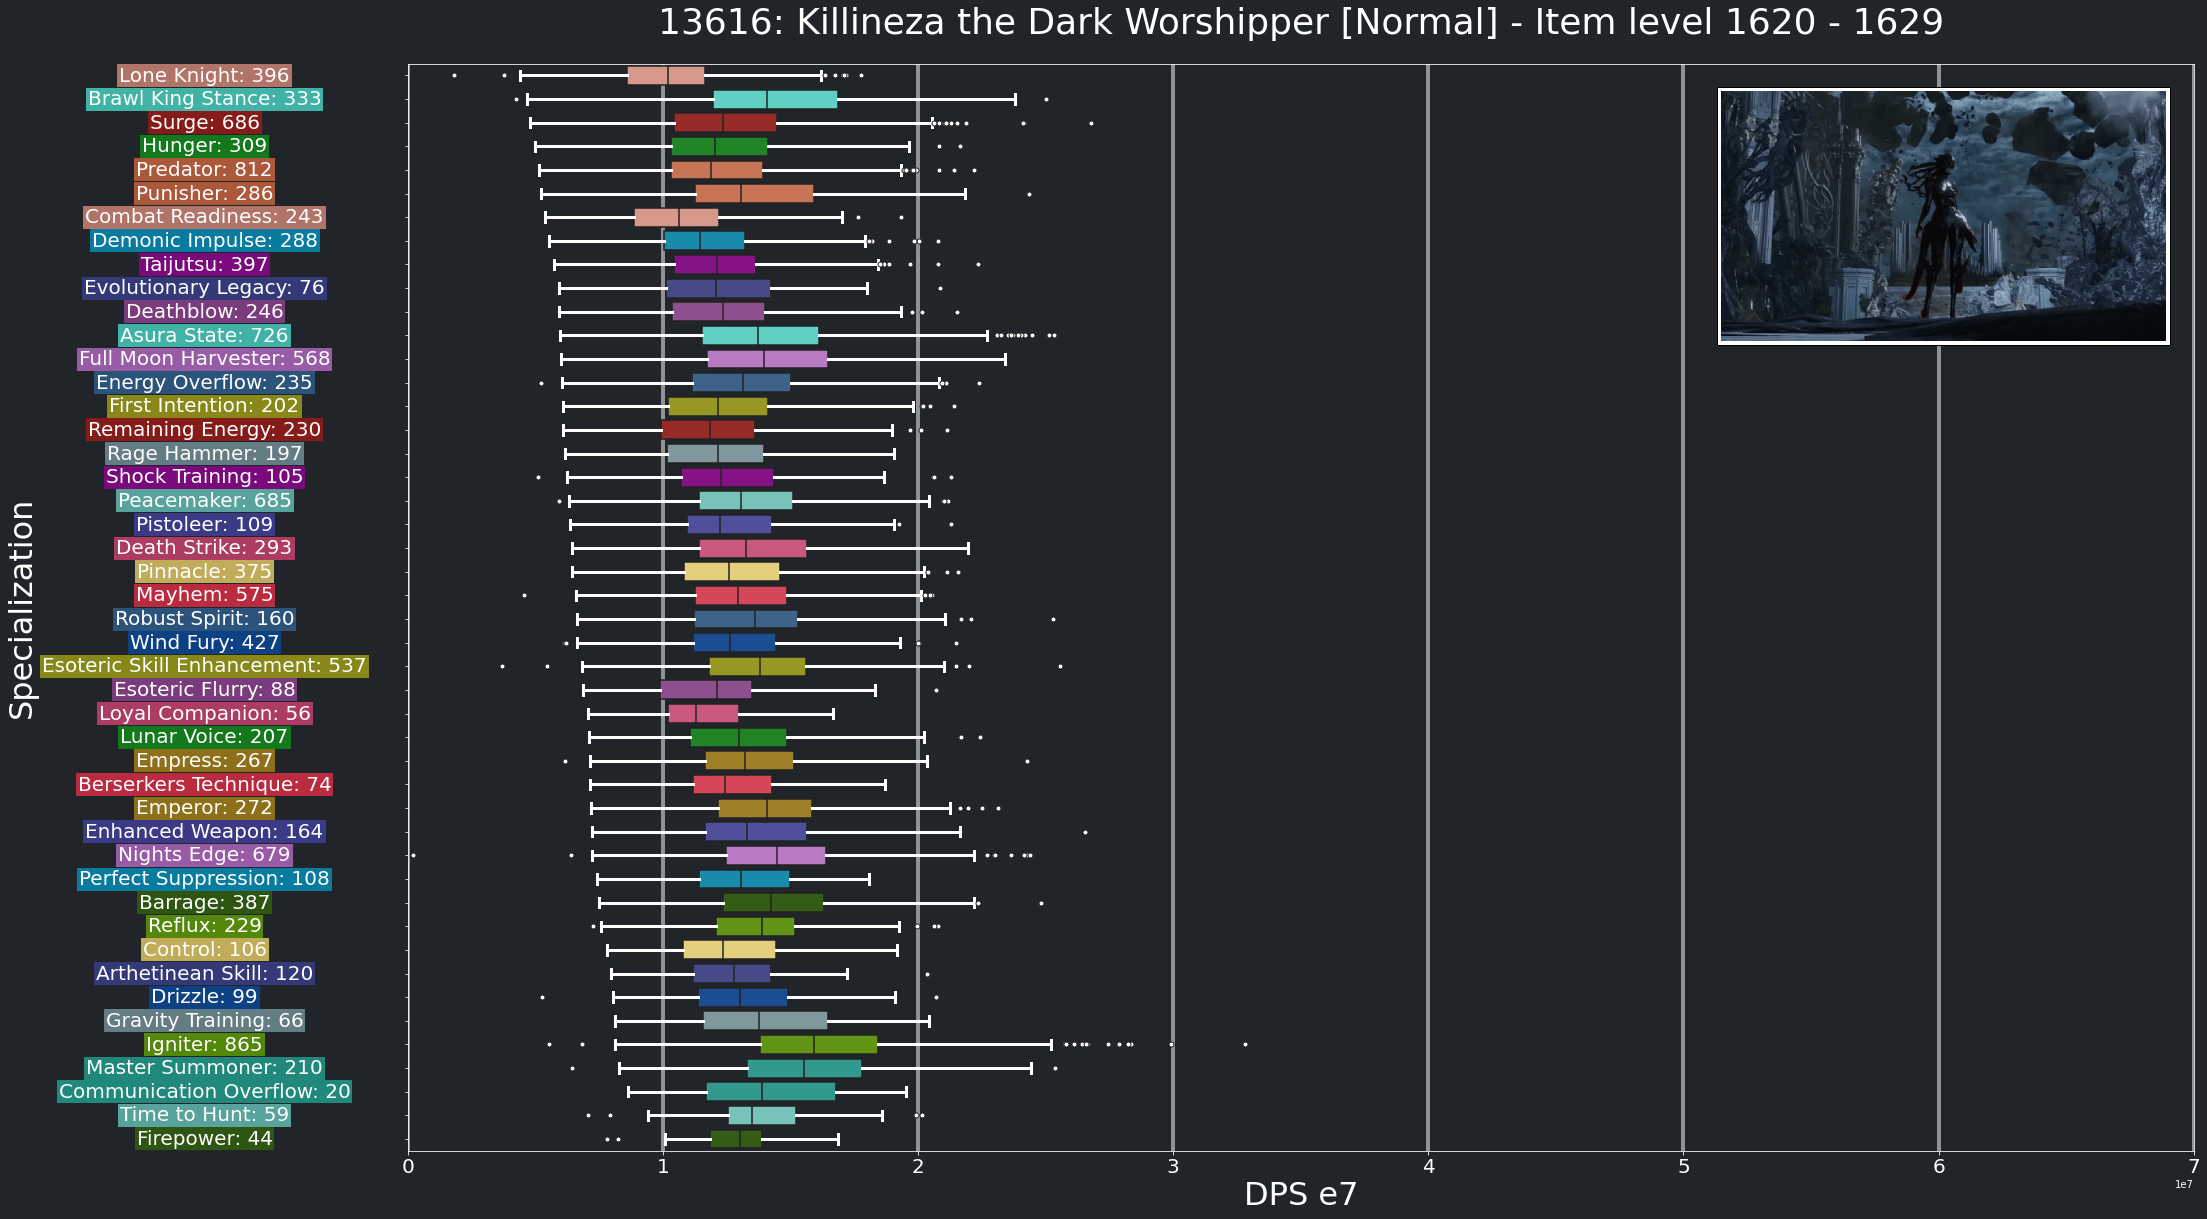 13616: Killineza the Dark Worshipper [Normal] - Item level 1620 - 1629
Lone Knight: 396
Brawl King Stance: 333
Surge: 686
Hunger: 309
Predator: 812
Punisher: 286
Combat Readiness: 243
Demonic Impulse: 288
Taijutsu: 397
Evolutionary Legacy: 76
Deathblow: 246
Asura State: 726
Full Moon Harvester: 568
Energy Overflow: 235
First Intention: 202
Remaining Energy: 230
Rage Hammer: 197
Shock Training: 105
Peacemaker: 685
Pistoleer: 109
Death Strike: 293
Pinnacle: 375
Mayhem: 575
Robust Spirit: 160
Wind Fury: 427
Esoteric Skill Enhancement: 537
Esoteric Flurry: 88
Loyal Companion: 56
Lunar Voice: 207
Empress: 267
Berserkers Technique: 74
Emperor: 272
Enhanced Weapon: 164
Nights Edge: 679
Perfect Suppression: 108
Barrage: 387
Reflux: 229
Control: 106
Arthetinean Skill: 120
Drizzle: 99
Gravity Training: 66
Igniter: 865
Master Summoner: 210
Communication Overflow: 20
Time to Hunt: 59
Firepower: 44
Specialization
0 1 2 3 4 5 6 7
1e7
DPS e7